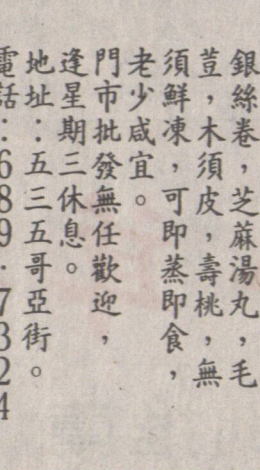 銀絲卷，芝蔴湯丸，毛
荳，木須皮，壽桃，無
須鮮凍，可即蒸即食，
老少咸宜。
門市批發無任歡迎，
逢星期三休息。
地址：五三五哥亞街。
電話：689·7324